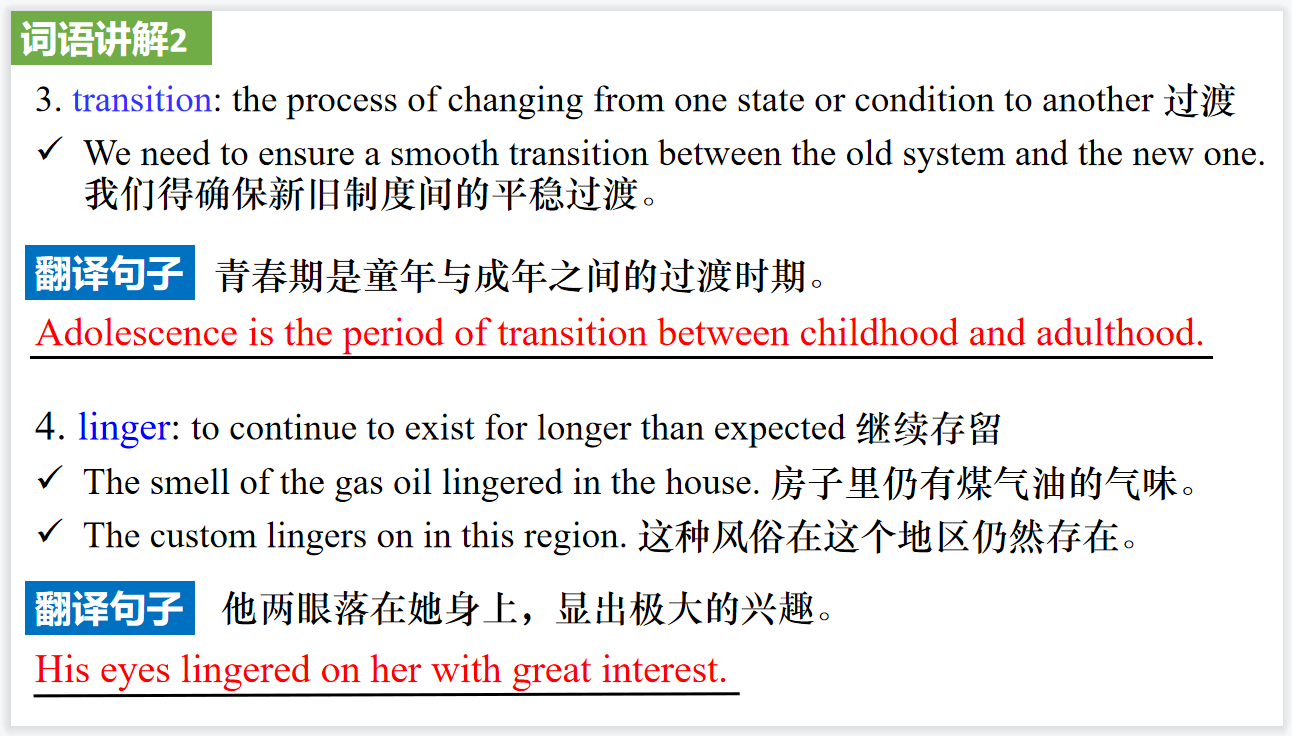 词语讲解2
3. transition: the process of changing from one state or condition to another 过渡
✓ We need to ensure a smooth transition between the old system and the new one.
我们得确保新旧制度间的平稳过渡。
翻译句子 青春期是童年与成年之间的过渡时期。
Adolescence is the period of transition between childhood and adulthood.
4. linger: to continue to exist for longer than expected 继续存留
✓ The smell of the gas oil lingered in the house. 房子里仍有煤气油的气味。
✓ The custom lingers on in this region. 这种风俗在这个地区仍然存在。
翻译句子 他两眼落在她身上，显出极大的兴趣。
His eyes lingered on her with great interest.